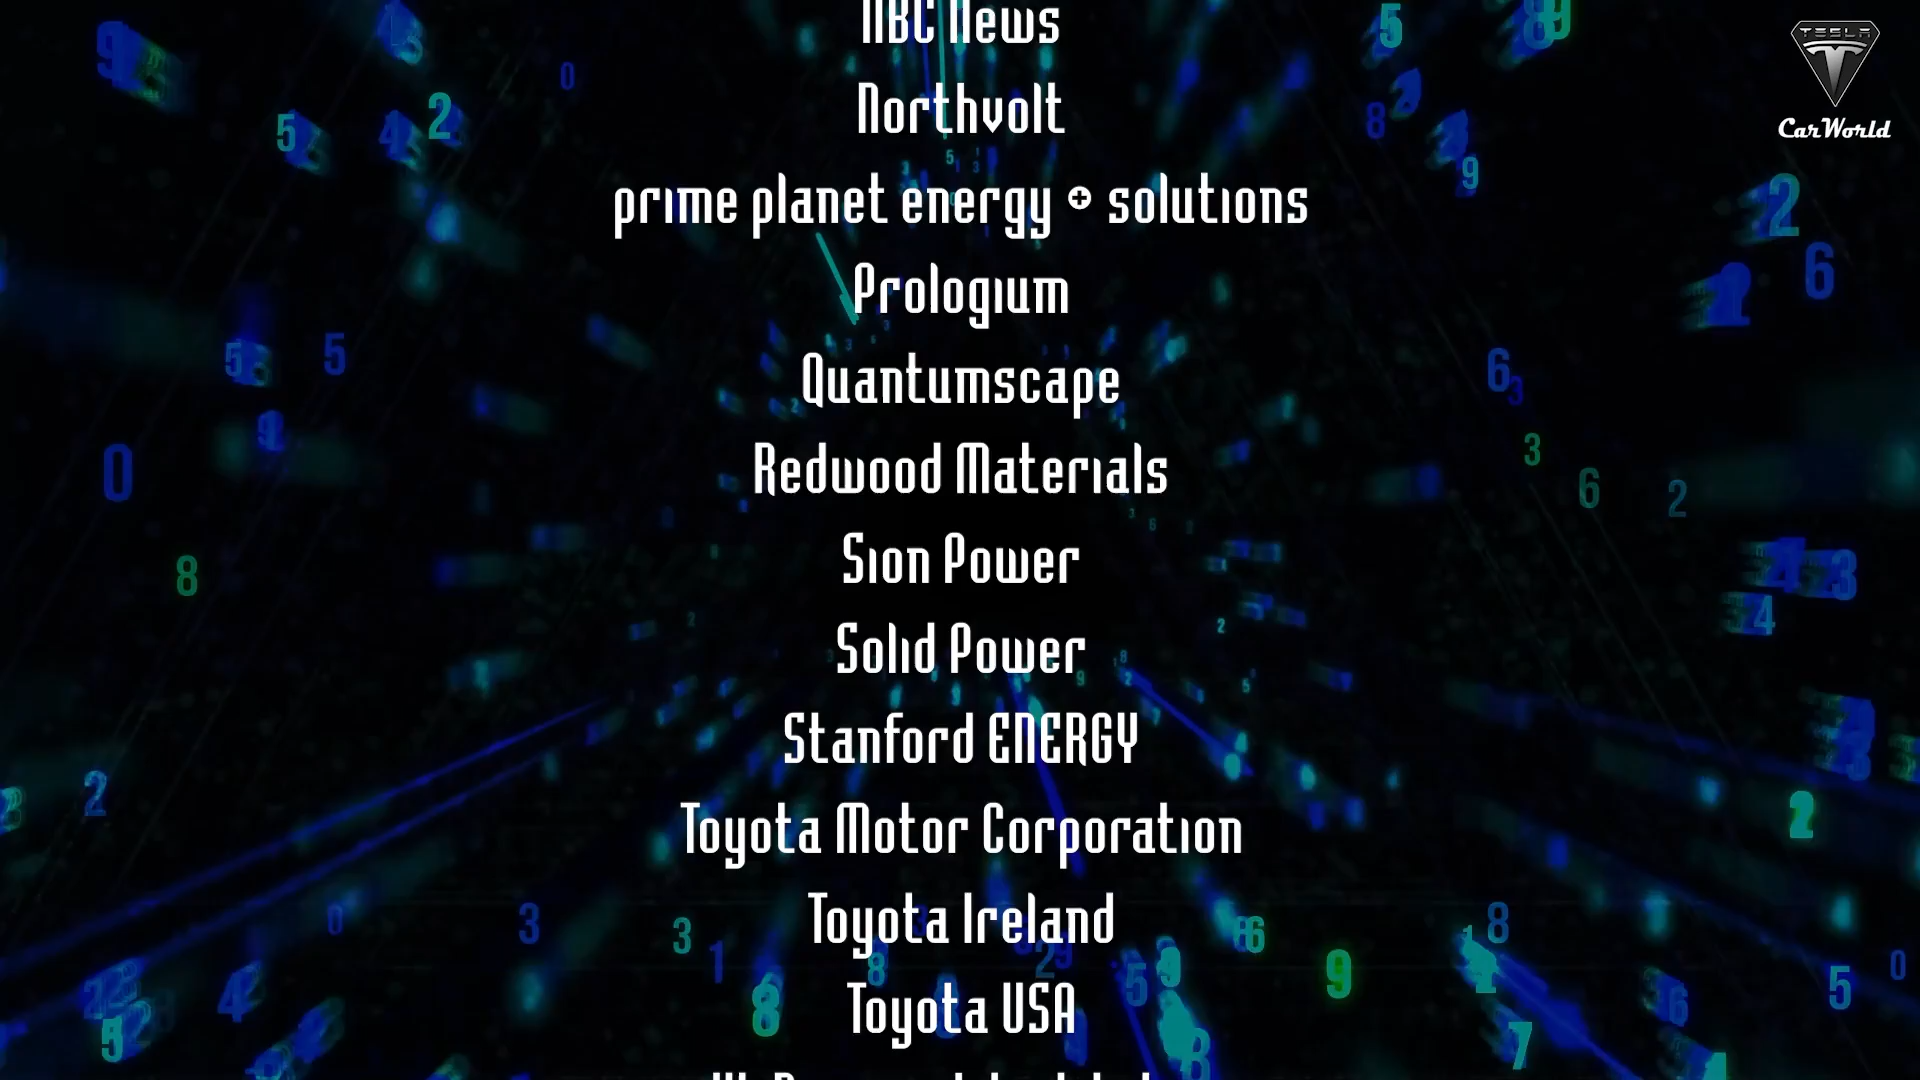 NBC News
Northvolt
prime planet energy + solutions
Prologium
Quantumscape
Redwood Materials
Sion Power
Solid Power
Stanford ENERGY
Toyota Motor Corporation
Toyota Ireland
Toyota USA
TESLA
CarWorld